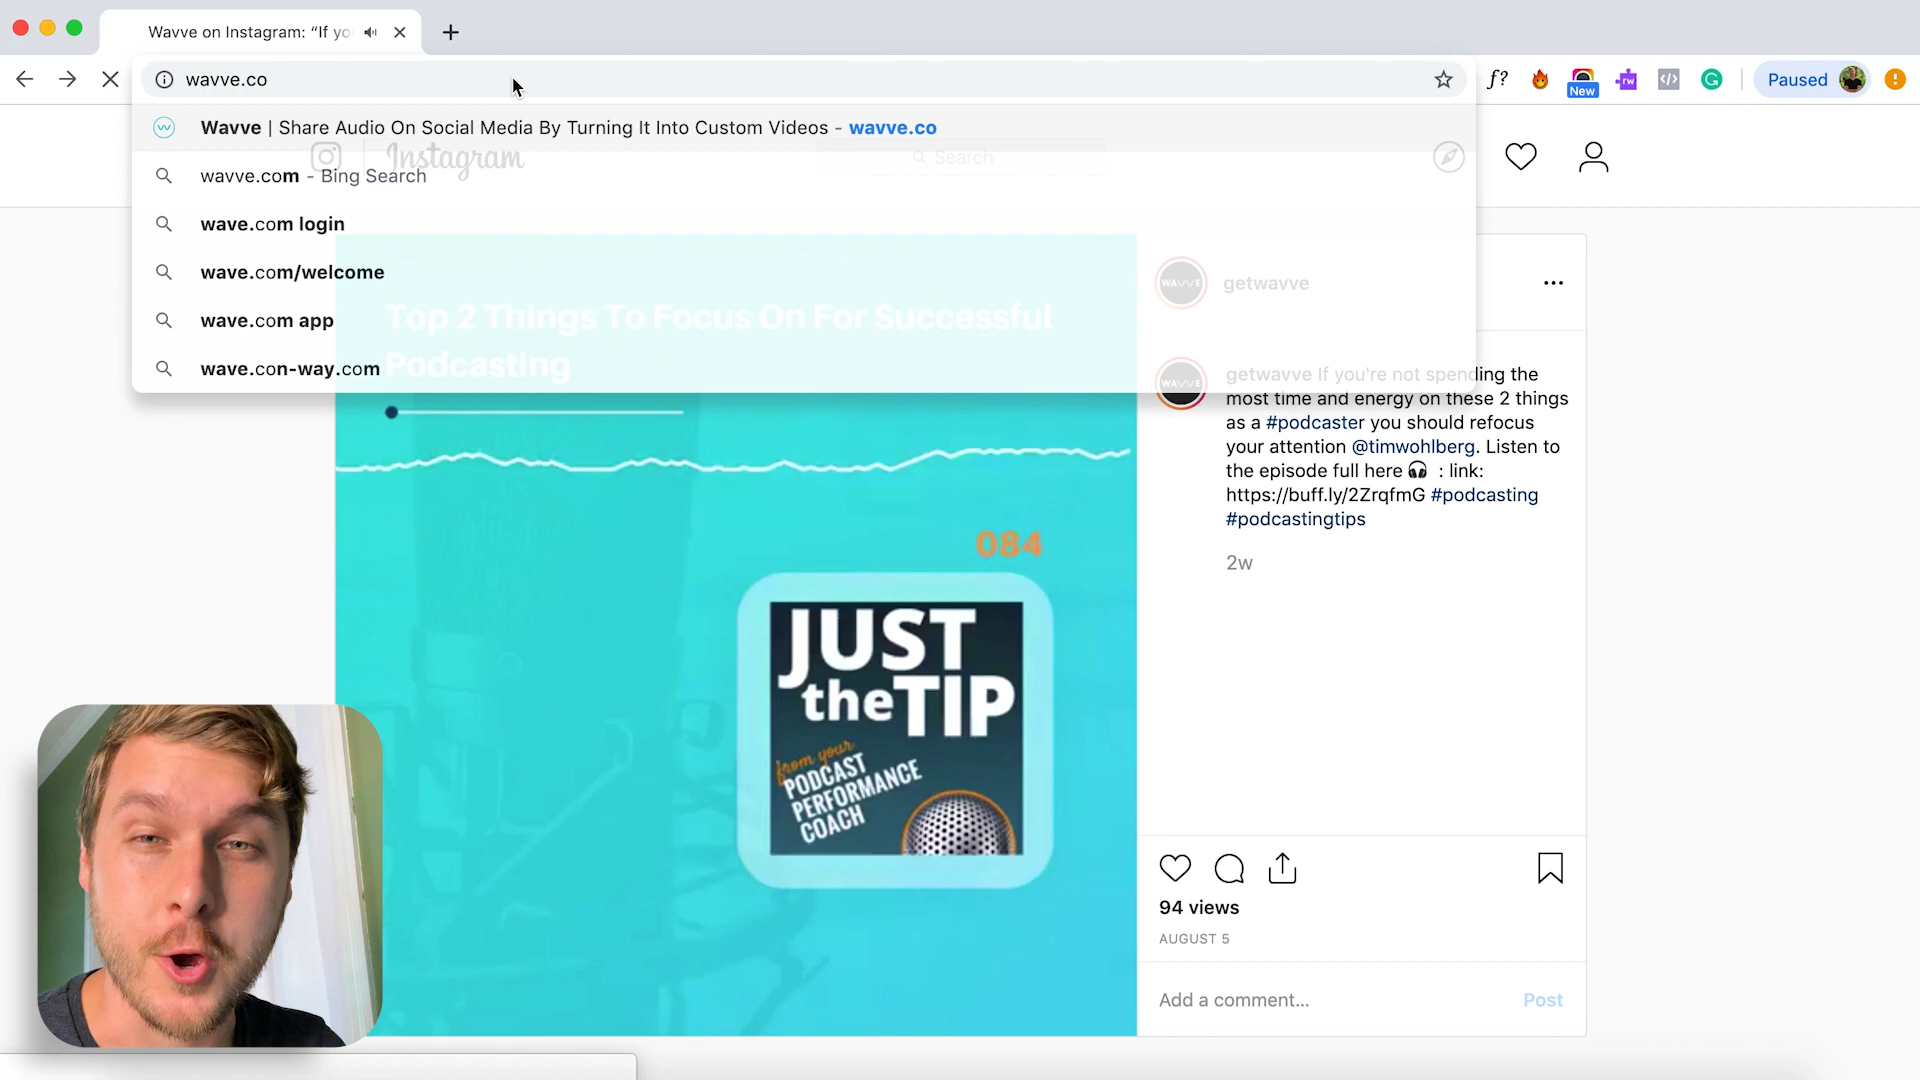 Wavve on Instagram: “If yo
wavve.co
f?
New
rw
</>
G
Paused
Wavve | Share Audio On Social Media By Turning It Into Custom Videos - wavve.co
Instagram
Search
wavve.com - Bing Search
wave.com login
wave.com/welcome
wave.com app
wave.con-way.com
Top 2 Things To Focus On For Successful
Podcasting
084
JUST
the TIP
from your
PODCAST
PERFORMANCE
COACH
WAVVE
getwavve
...
WAVVE
getwavve If you're not spending the
most time and energy on these 2 things
as a #podcaster you should refocus
your attention @timwohlberg. Listen to
the episode full here 🎧 : link:
https://buff.ly/2ZrqfmG #podcasting
#podcastingtips
2w
94 views
AUGUST 5
Add a comment...
Post